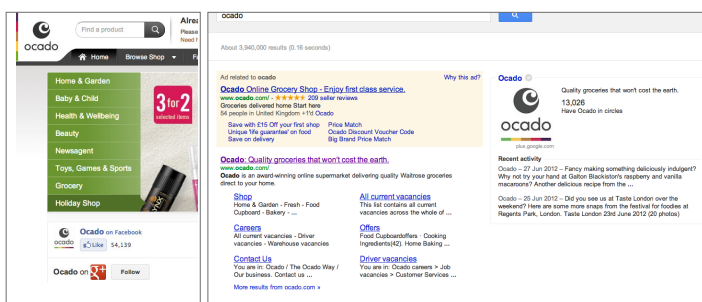 Find a product
Alrea
Please
Need h
ocado
Home
Browse Shop
Home & Garden
Baby & Child
Health & Wellbeing
Beauty
Newsagent
Toys, Games & Sports
Grocery
Holiday Shop
3 for 2
selected items
Ocado on Facebook
ocado
Like
54,139
Ocado on
Follow
ocado
About 3,940,000 results (0.16 seconds)
Ad related to ocado
Why this ad?
Ocado Online Grocery Shop - Enjoy first class service.
www.ocado.com/ - ★★★★★ 209 seller reviews
Groceries delivered home Start here
54 people in United Kingdom +1'd Ocado
Save with £15 Off your first shop
Price Match
Unique 'life guarantee' on food
Ocado Discount Voucher Code
Save on delivery
Big Brand Price Match
Ocado: Quality groceries that won't cost the earth.
www.ocado.com/
Ocado is an award-winning online supermarket delivering quality Waitrose groceries
direct to your home.
Shop
Home & Garden - Fresh - Food
Cupboard - Bakery - ...
All current vacancies
This list contains all current
vacancies across the whole of ...
Careers
All current vacancies - Driver
vacancies - Warehouse vacancies
Offers
Food Cupboardoffers · Cooking
Ingredients(42). Home Baking ...
Contact Us
You are in: Ocado / The Ocado Way /
Our business. Contact us ...
Driver vacancies
You are in: Ocado careers > Job
vacancies > Customer Services ...
More results from ocado.com »
Ocado
Quality groceries that won't cost the earth.
13,026
Have Ocado in circles
ocado
plus.google.com
Recent activity
Ocado – 27 Jun 2012 – Fancy making something deliciously indulgent?
Why not try your hand at Galton Blackiston's raspberry and vanilla
macaroons? Another delicious recipe from the ...
Ocado – 25 Jun 2012 – Did you see us at Taste London over the
weekend? Here are some more snaps from the festival for foodies at
Regents Park, London. Taste London 23rd June 2012 (20 photos)